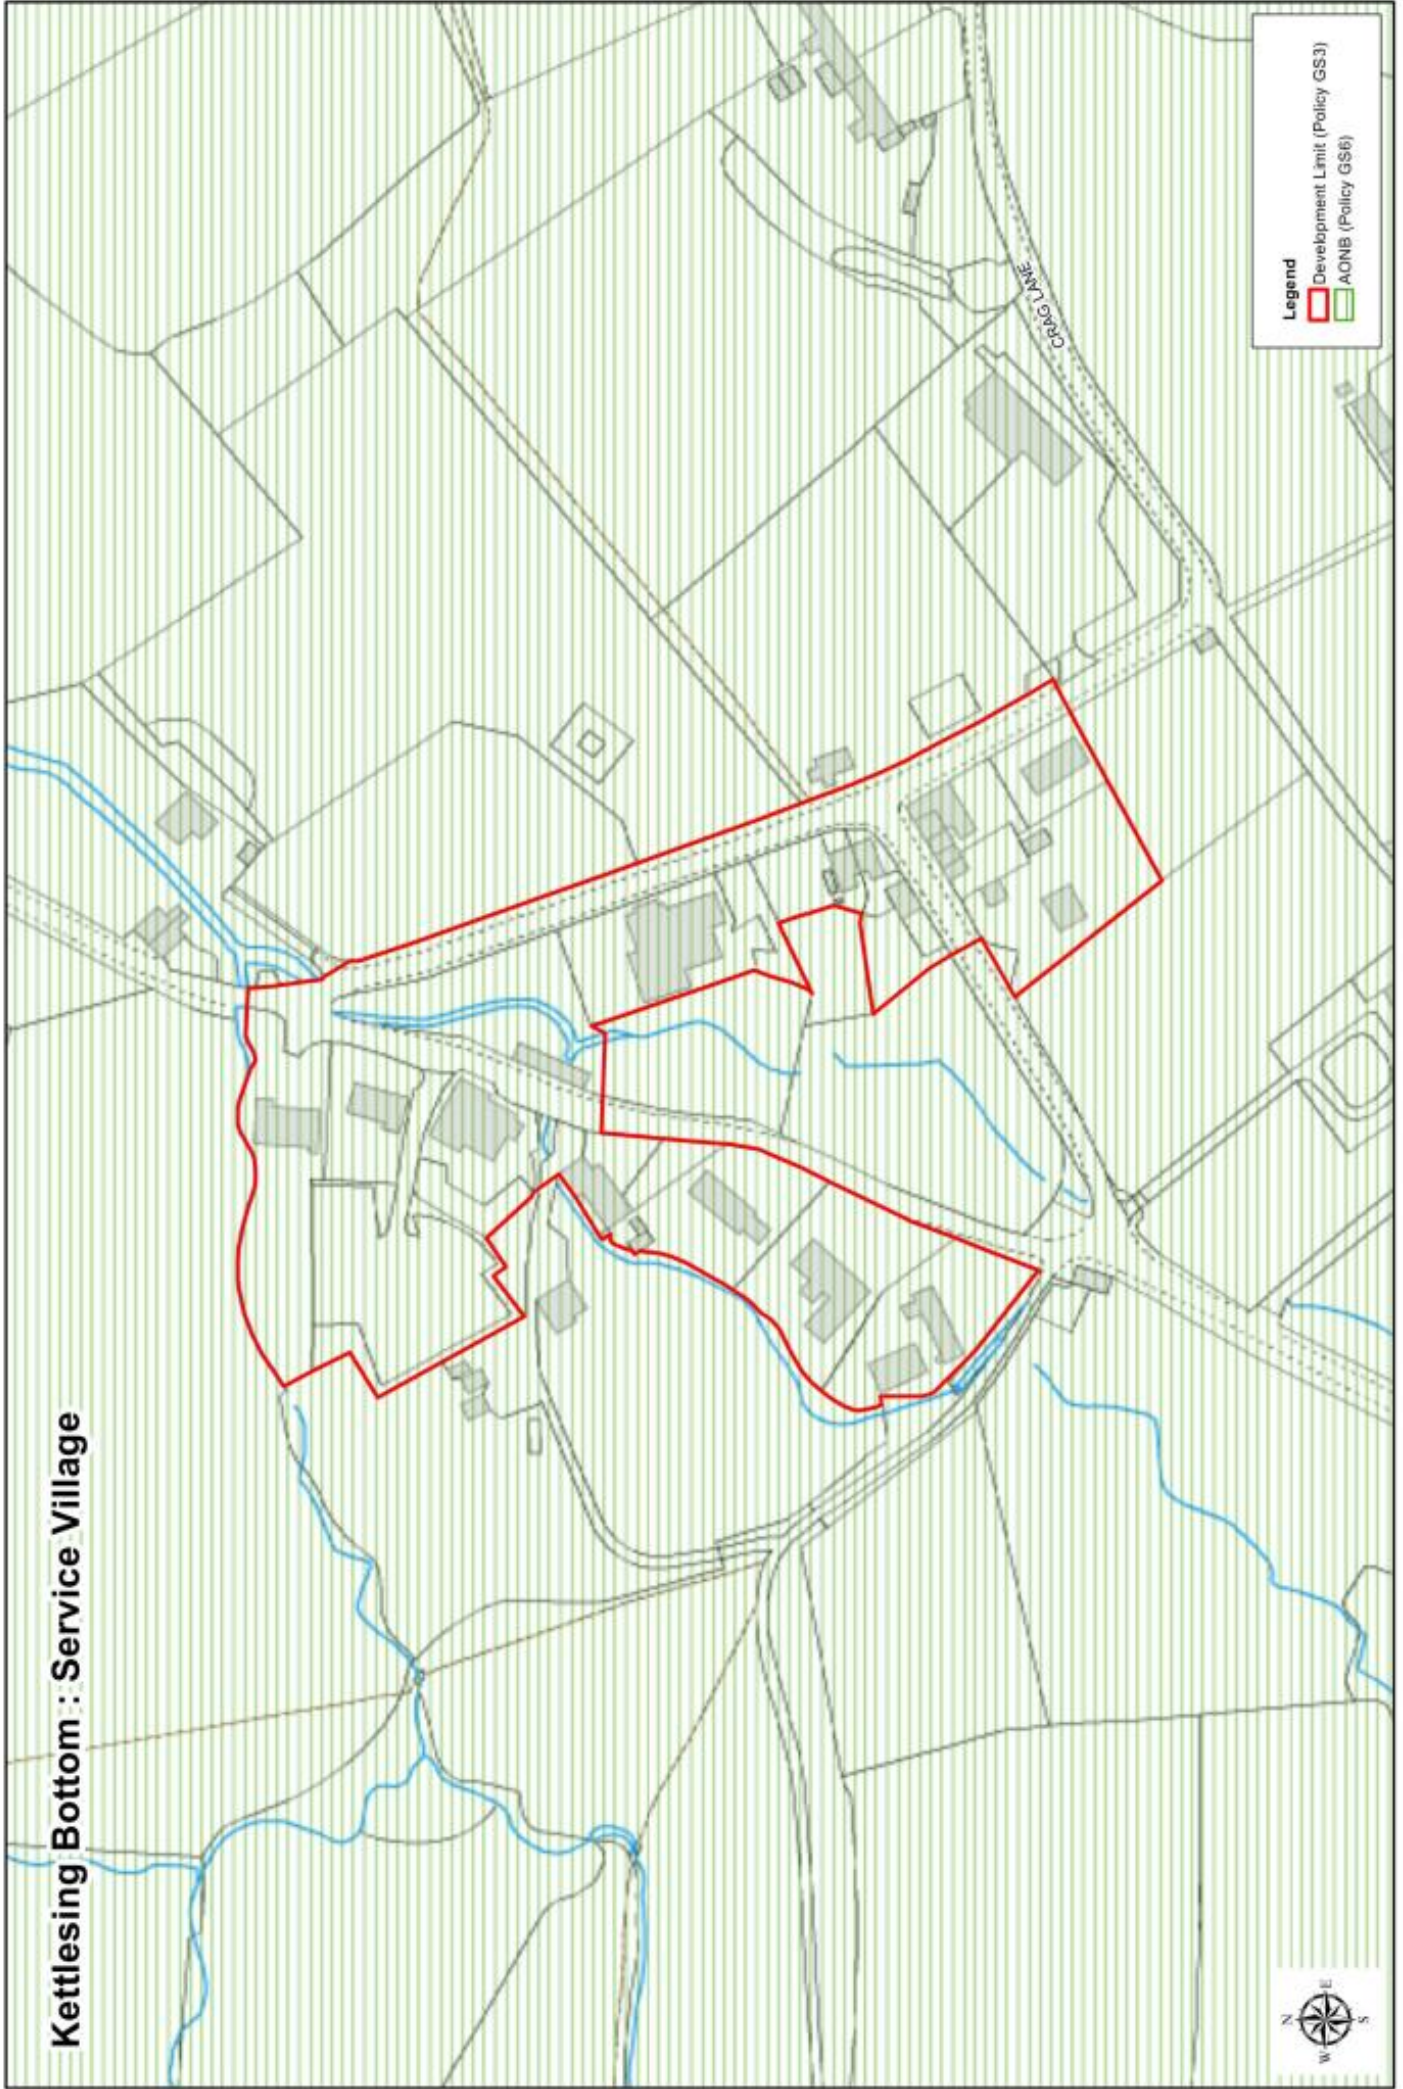 Kettlesing Bottom :: Service Village
CRAG LANE
Legend
Development Limit (Policy GS3)
AONB (Policy GS6)
N
W E
S